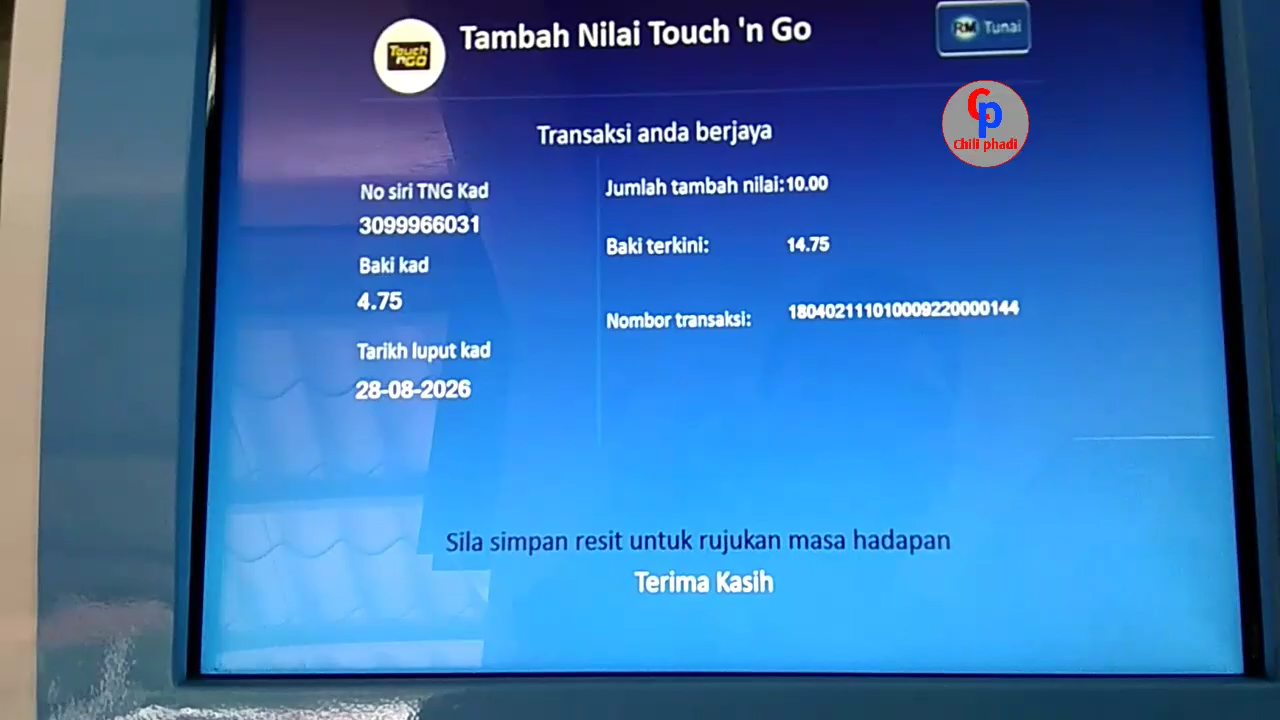 Touch
'nGO
Tambah Nilai Touch 'n Go
RM Tunai
CP
Chili phadi
Transaksi anda berjaya
No siri TNG Kad
3099966031
Baki kad
4.75
Tarikh luput kad
28-08-2026
Jumlah tambah nilai: 10.00
Baki terkini: 14.75
Nombor transaksi: 180402111010009220000144
Sila simpan resit untuk rujukan masa hadapan
Terima Kasih